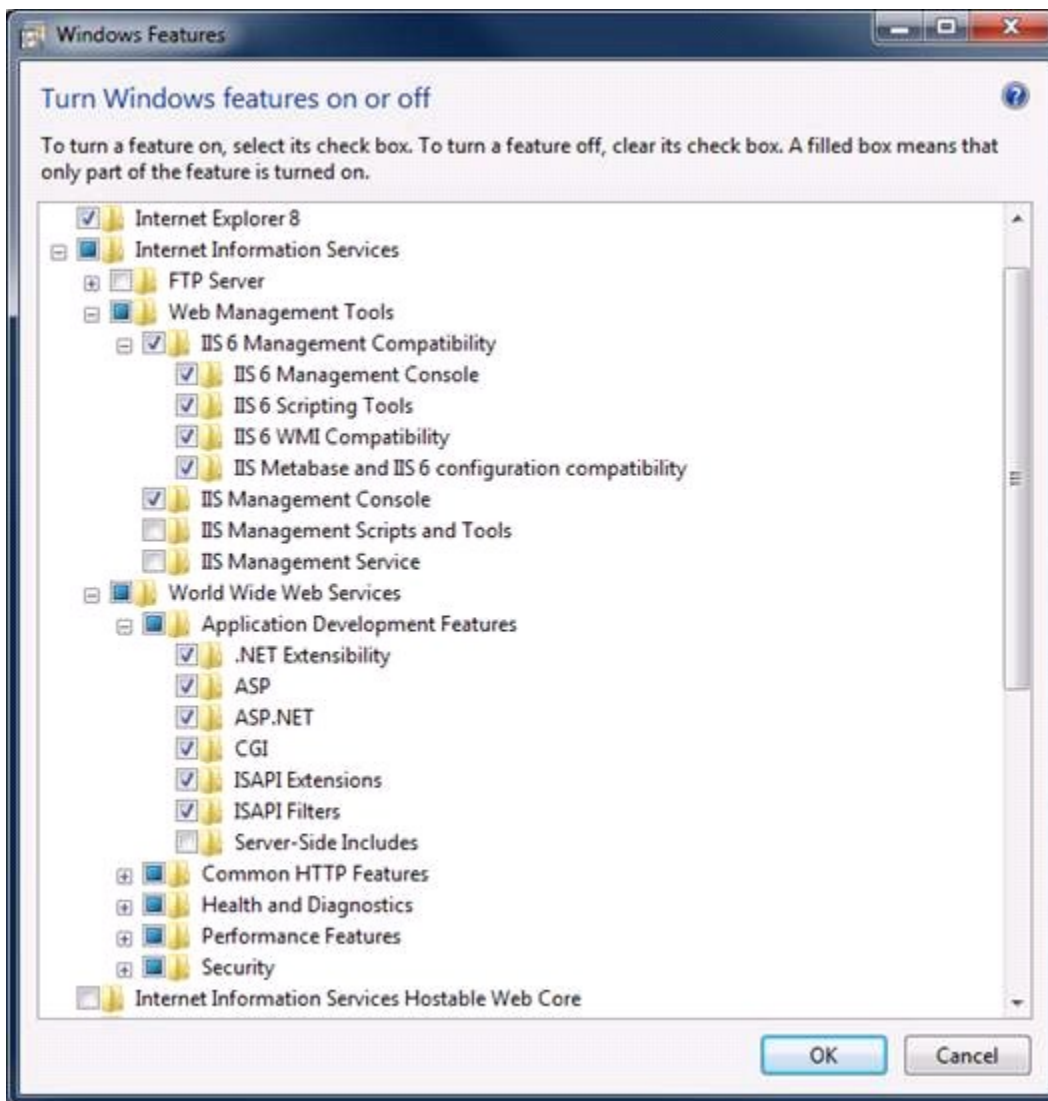 Windows Features
Turn Windows features on or off
To turn a feature on, select its check box. To turn a feature off, clear its check box. A filled box means that
only part of the feature is turned on.
Internet Explorer 8
Internet Information Services
FTP Server
Web Management Tools
IIS 6 Management Compatibility
IIS 6 Management Console
IIS 6 Scripting Tools
IIS 6 WMI Compatibility
IIS Metabase and IIS 6 configuration compatibility
IIS Management Console
IIS Management Scripts and Tools
IIS Management Service
World Wide Web Services
Application Development Features
.NET Extensibility
ASP
ASP.NET
CGI
ISAPI Extensions
ISAPI Filters
Server-Side Includes
Common HTTP Features
Health and Diagnostics
Performance Features
Security
Internet Information Services Hostable Web Core
OK Cancel